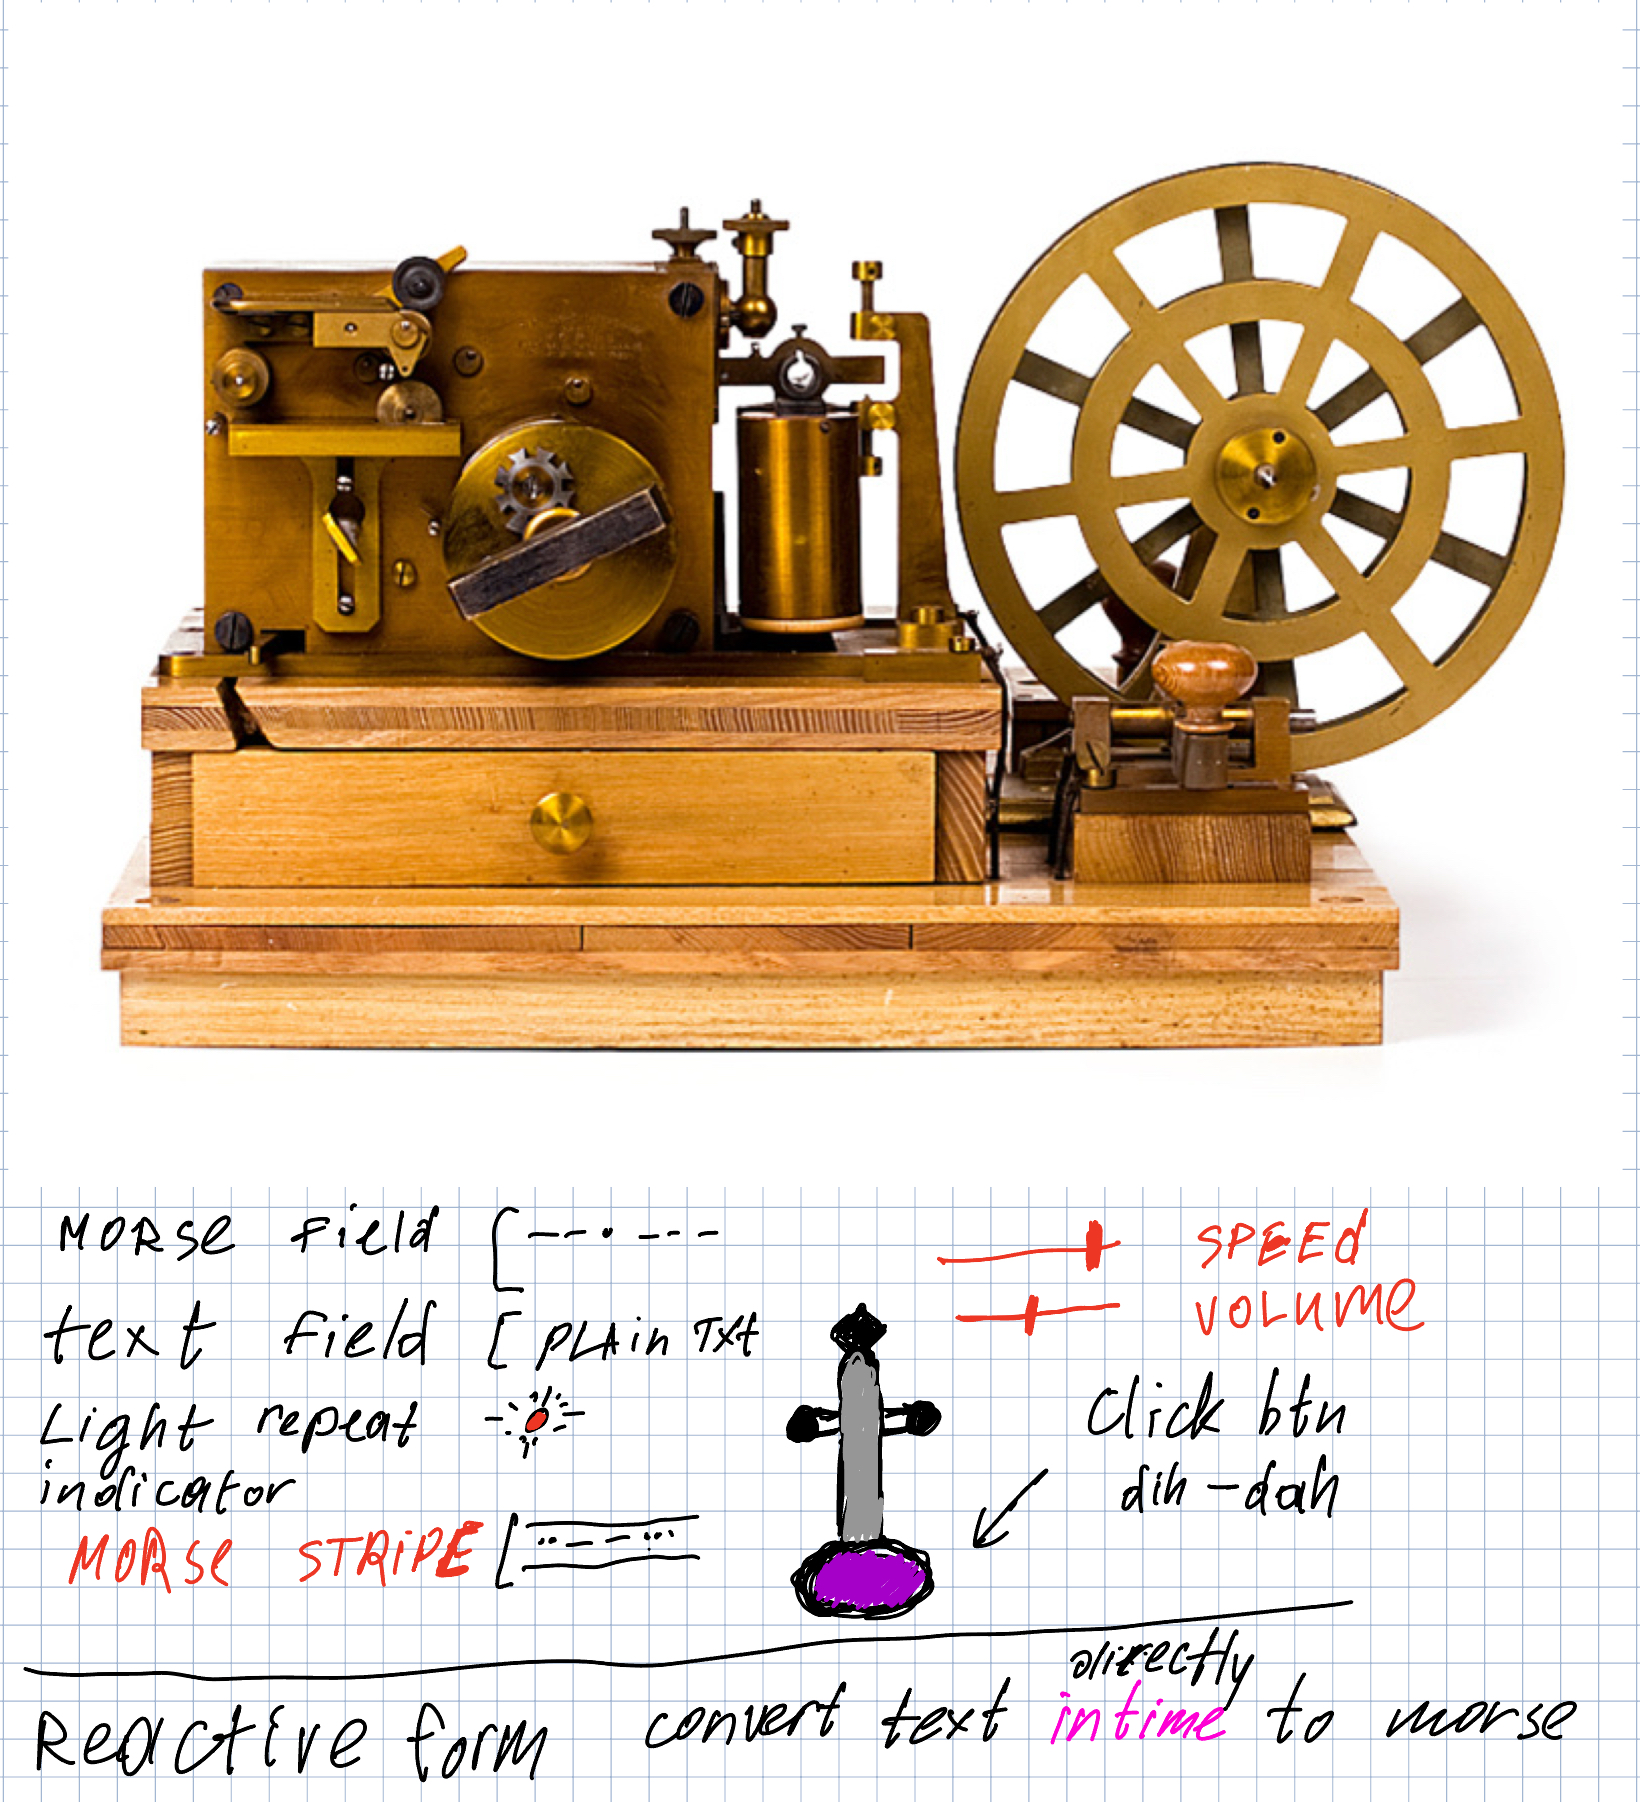 MORSe Field [--·---
text Field [PLAin Txt
Light repeat
indicator
MORSe STRiPE [··-- --···
SPEEd
VOLUMe
Click btn
dih-dah
Reactive form convert text directly intime to morse